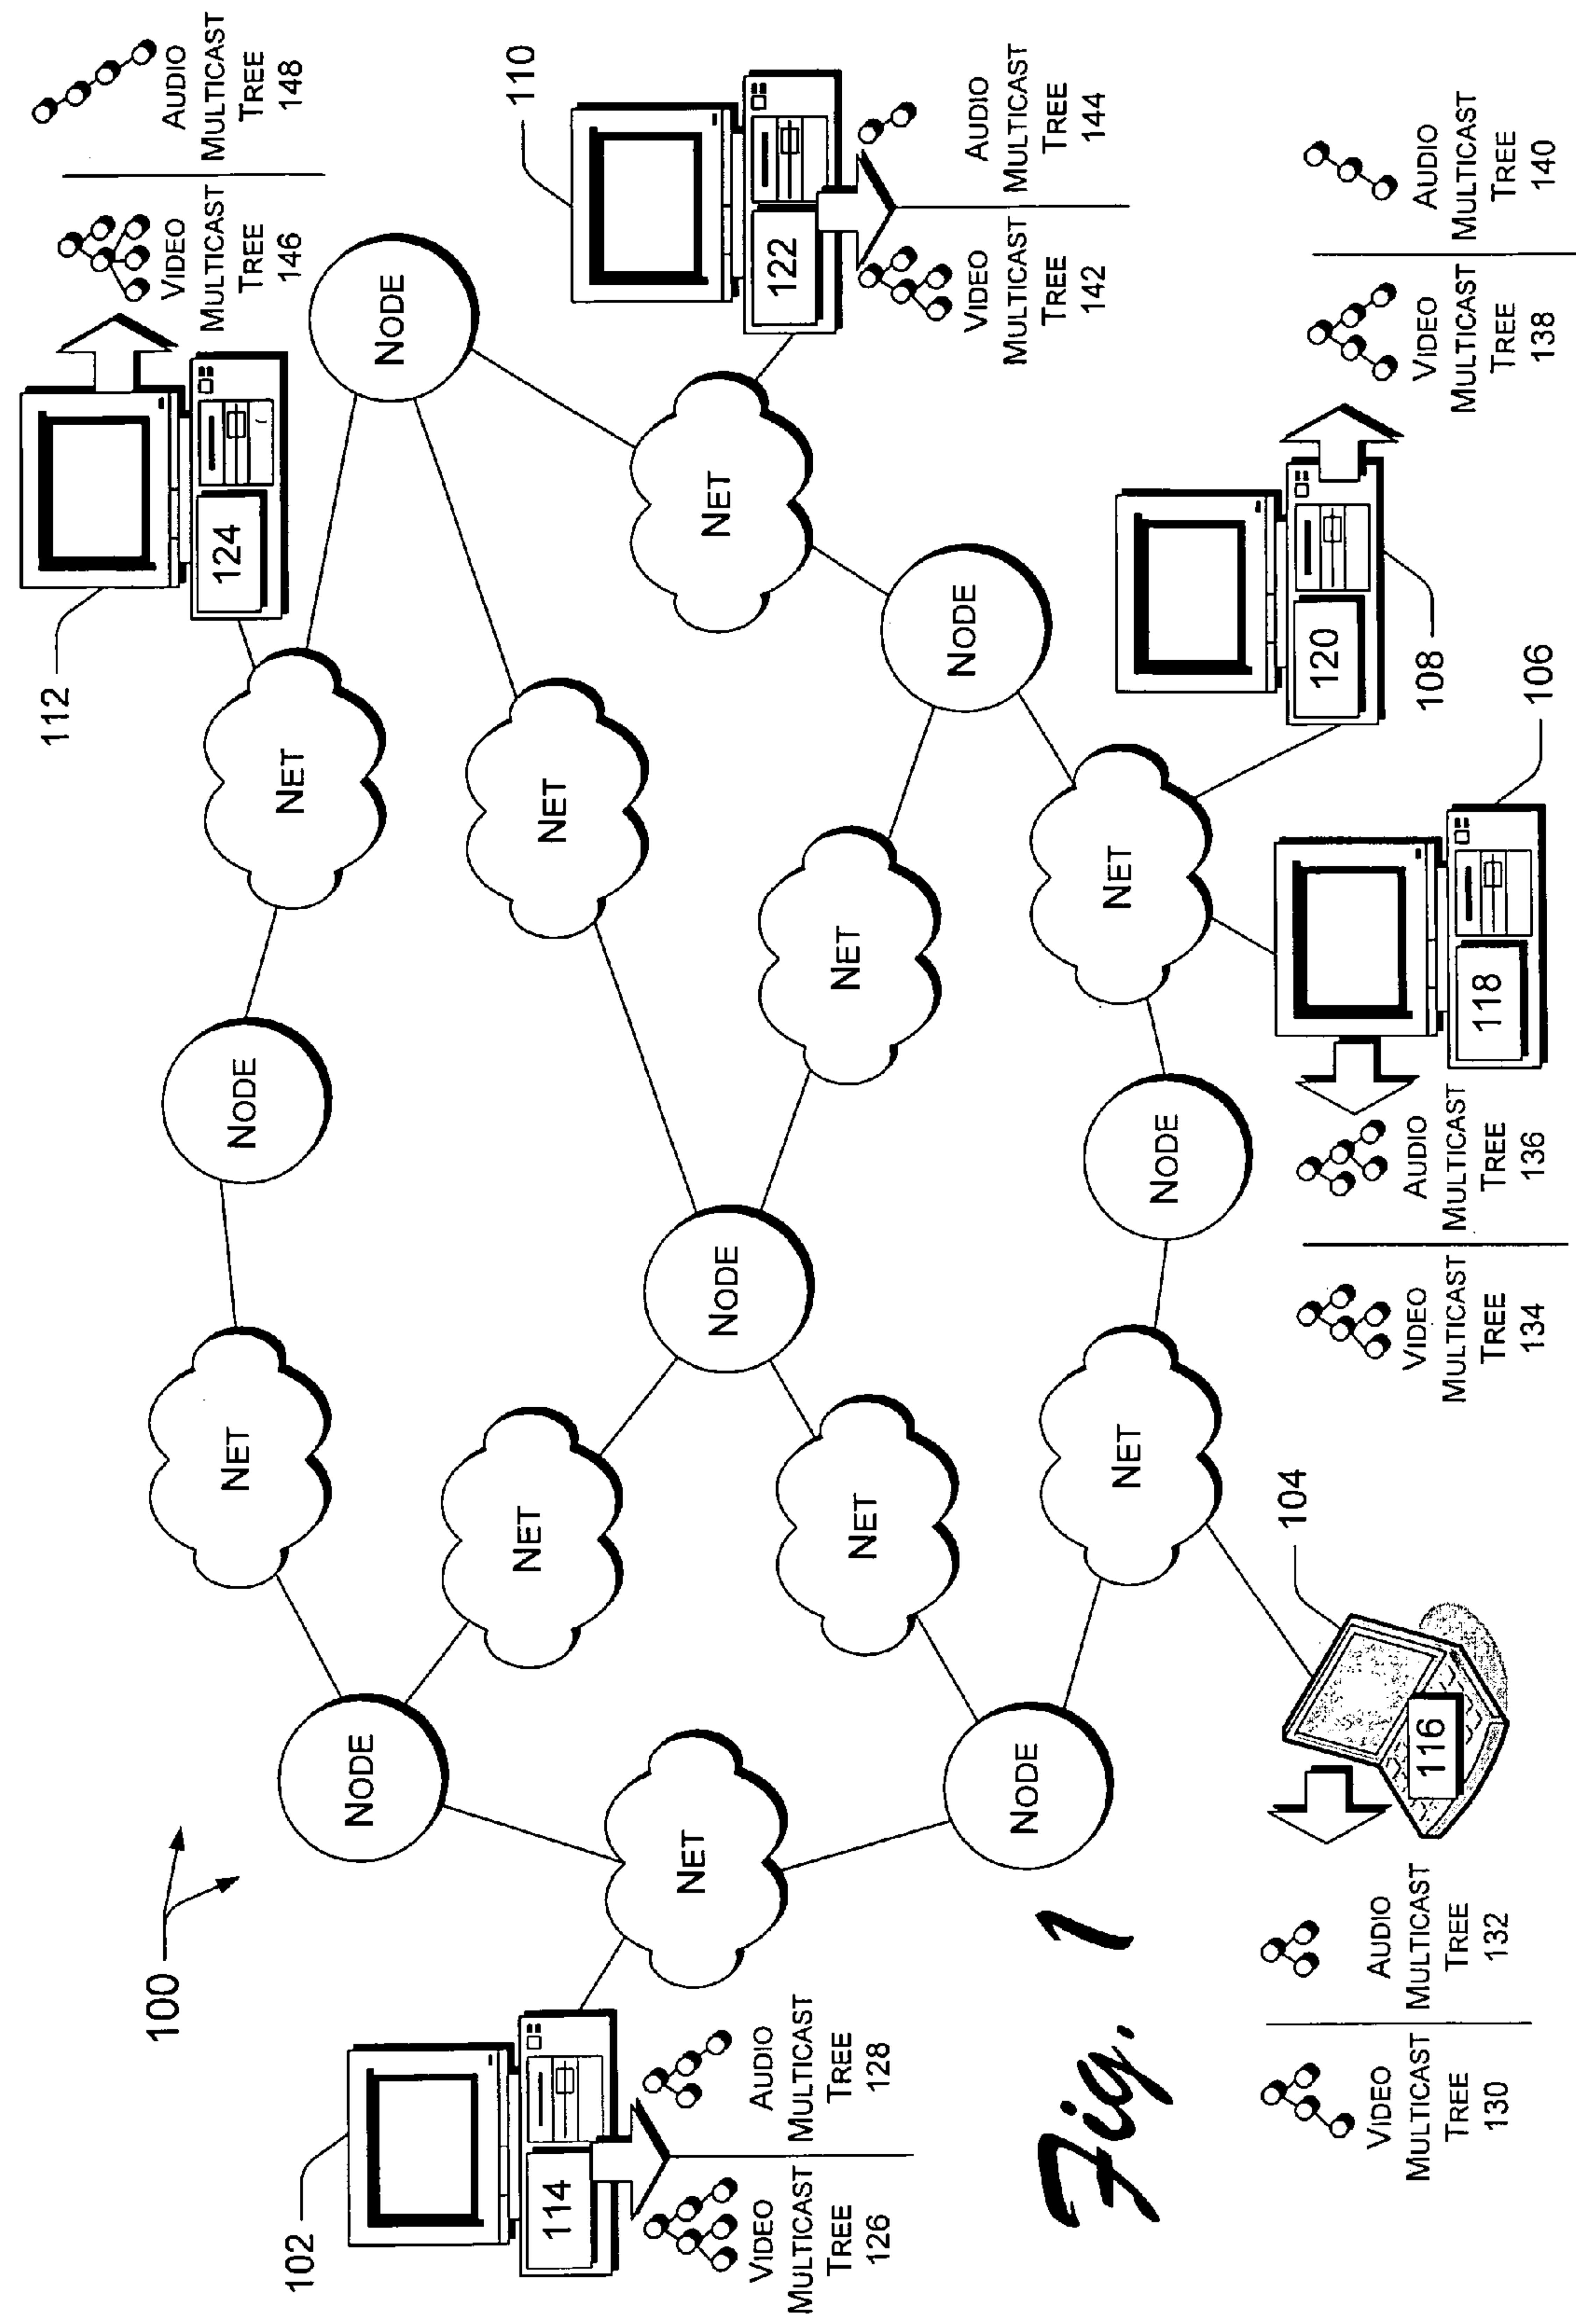 100
112
124
VIDEO
MULTICAST
TREE
146
AUDIO
MULTICAST
TREE
148
NET
NODE
NET
NODE
NODE
NET
NET
102
114
VIDEO
MULTICAST
TREE
126
AUDIO
MULTICAST
TREE
128
NET
NODE
NET
110
122
VIDEO
MULTICAST
TREE
142
AUDIO
MULTICAST
TREE
144
NET
NET
NODE
NODE
NET
NODE
NET
120
108
VIDEO
MULTICAST
TREE
138
AUDIO
MULTICAST
TREE
140
104
116
VIDEO
MULTICAST
TREE
130
AUDIO
MULTICAST
TREE
132
106
118
VIDEO
MULTICAST
TREE
134
AUDIO
MULTICAST
TREE
136
Fig. 1